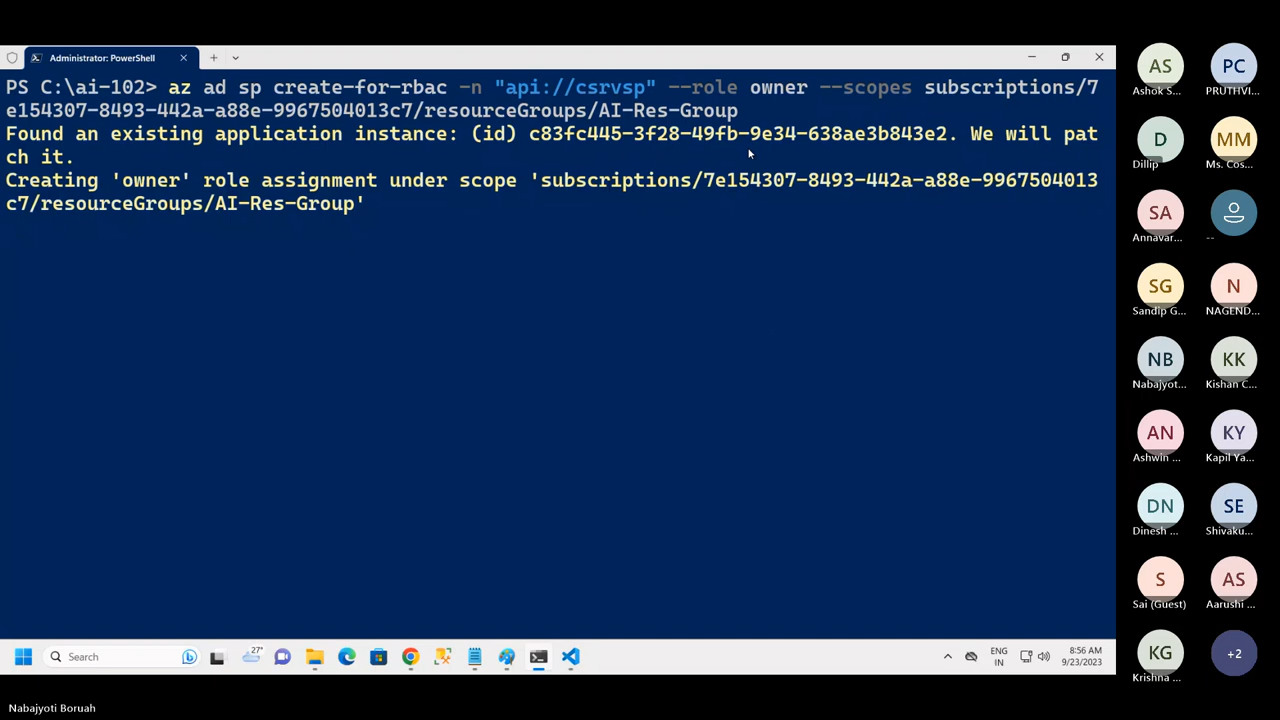 Administrator: PowerShell
PS C:\ai-102> az ad sp create-for-rbac -n "api://csrvsp" --role owner --scopes subscriptions/7
e154307-8493-442a-a88e-9967504013c7/resourceGroups/AI-Res-Group
Found an existing application instance: (id) c83fc445-3f28-49fb-9e34-638ae3b843e2. We will pat
ch it.
Creating 'owner' role assignment under scope 'subscriptions/7e154307-8493-442a-a88e-9967504013
c7/resourceGroups/AI-Res-Group'
AS PC
Ashok S... PRUTHVI...
D MM
Dillip Ms. Cos...
SA
Annavar... --
SG N
Sandip G... NAGEND...
NB KK
Nabajyot... Kishan C...
AN KY
Ashwin ... Kapil Ya...
DN SE
Dinesh ... Shivaku...
S AS
Sai (Guest) Aarushi ...
KG +2
Krishna ...
Search
27°
ENG
IN
8:56 AM
9/23/2023
Nabajyoti Boruah